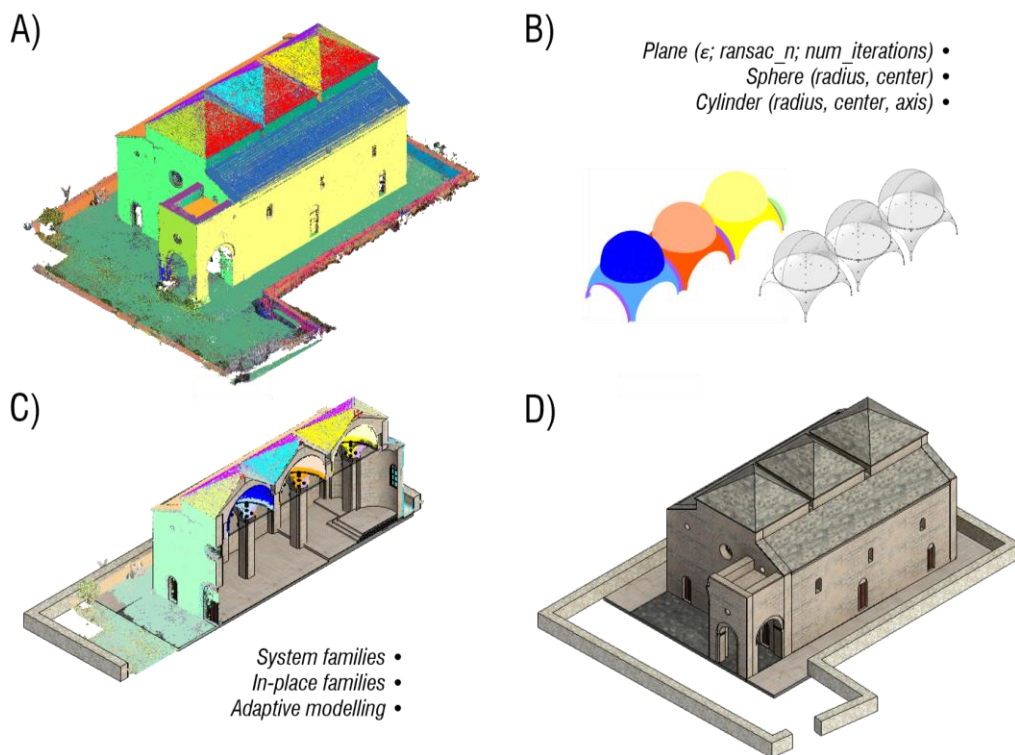 A)
B)
Plane (ε; ransac_n; num_iterations) •
Sphere (radius, center) •
Cylinder (radius, center, axis) •
C)
D)
System families •
In-place families •
Adaptive modelling •